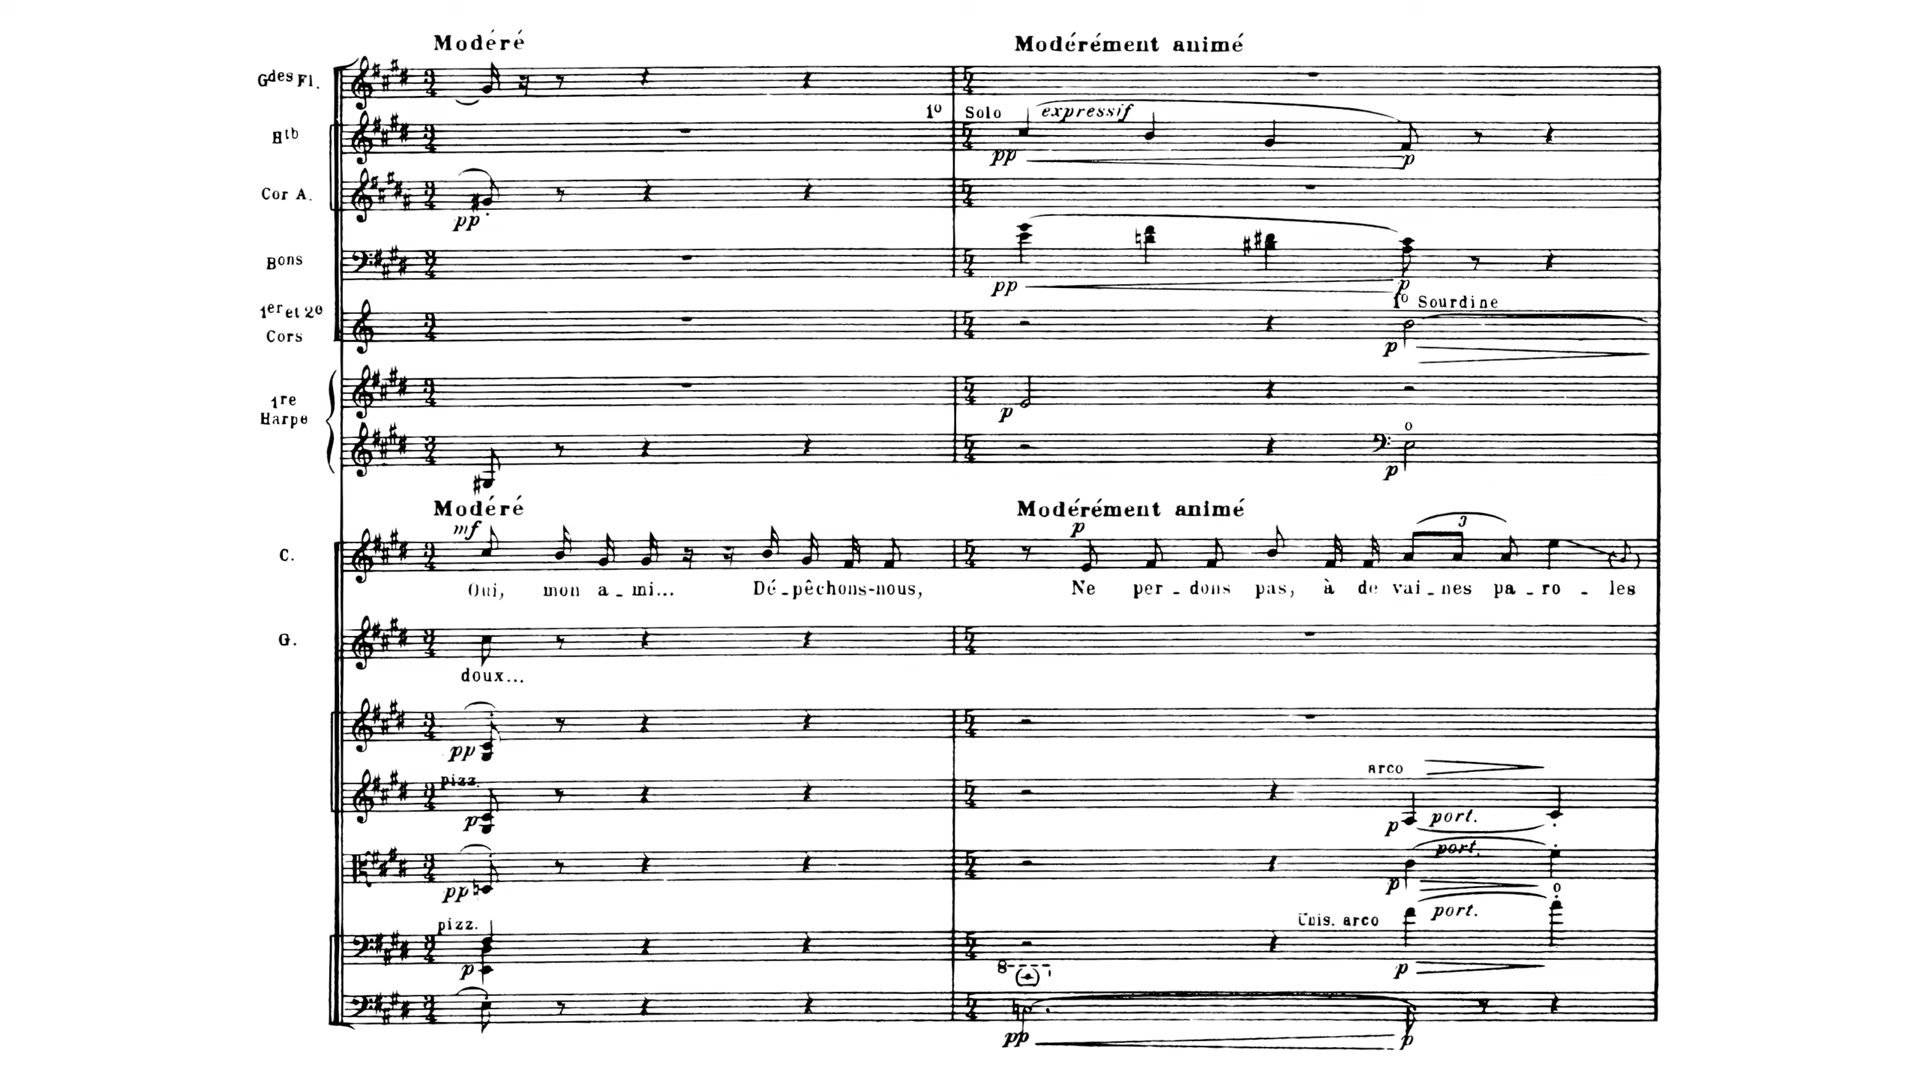 Modéré Modérément animé
Gdes Fl.
1o Solo expressif
Htb
pp p
Cor A.
pp
Bons
pp p
1o Sourdine
1er et 2e
Cors
p
1re
Harpe
p
p
Modéré Modérément animé
mf p
3
C.
Oui, mon a_mi... Dé_pêchons-nous, Ne per_dons pas, à de vai_nes pa_ro_les
G.
doux...
pp
pizz. arco
p p port.
port.
pp p
pizz. Cuis. arco port.
p p
8
pp p